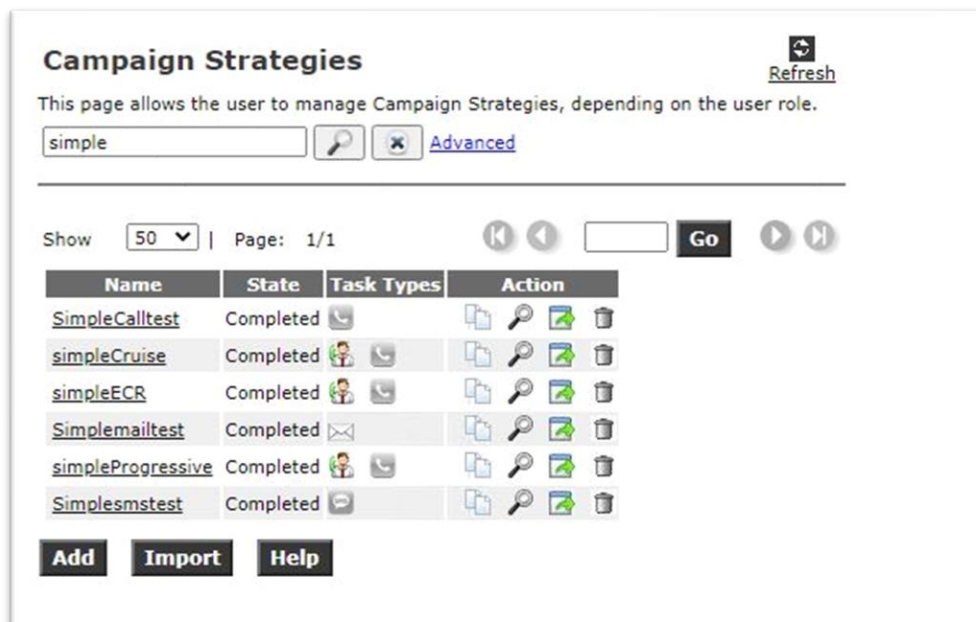 Campaign Strategies
Refresh
This page allows the user to manage Campaign Strategies, depending on the user role.
simple Advanced
Show 50 | Page: 1/1 Go
Name State Task Types Action
SimpleCalltest Completed
simpleCruise Completed
simpleECR Completed
Simplemailtest Completed
simpleProgressive Completed
Simplesmstest Completed
Add Import Help